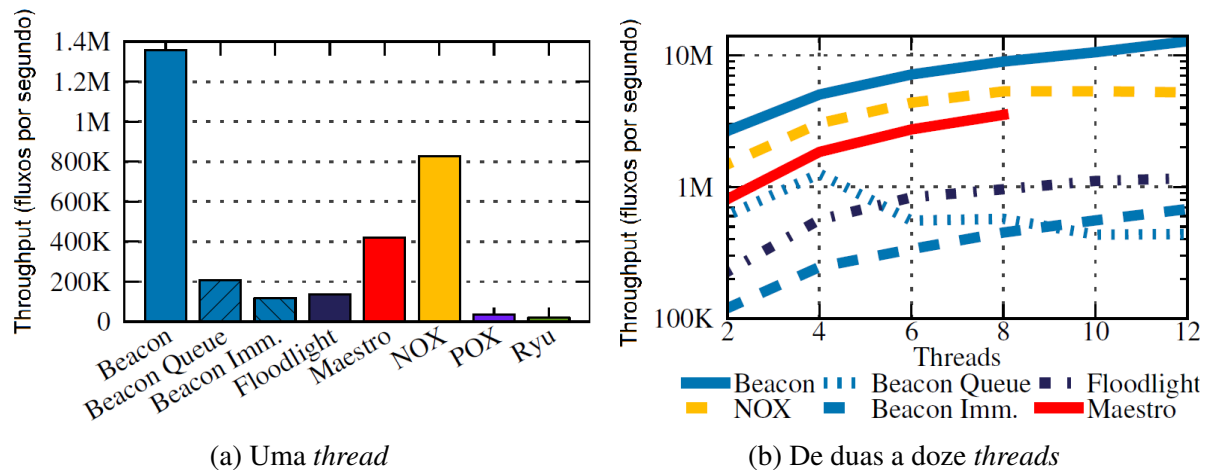 Throughput (fluxos por segundo)
1.4M
1.2M
1M
800K
600K
400K
200K
0
Beacon
Beacon Queue
Beacon Imm.
Floodlight
Maestro
NOX
POX
Ryu
(a) Uma thread
Throughput (fluxos por segundo)
10M
1M
100K
2 4 6 8 10 12
Threads
Beacon Beacon Queue Floodlight
NOX Beacon Imm. Maestro
(b) De duas a doze threads